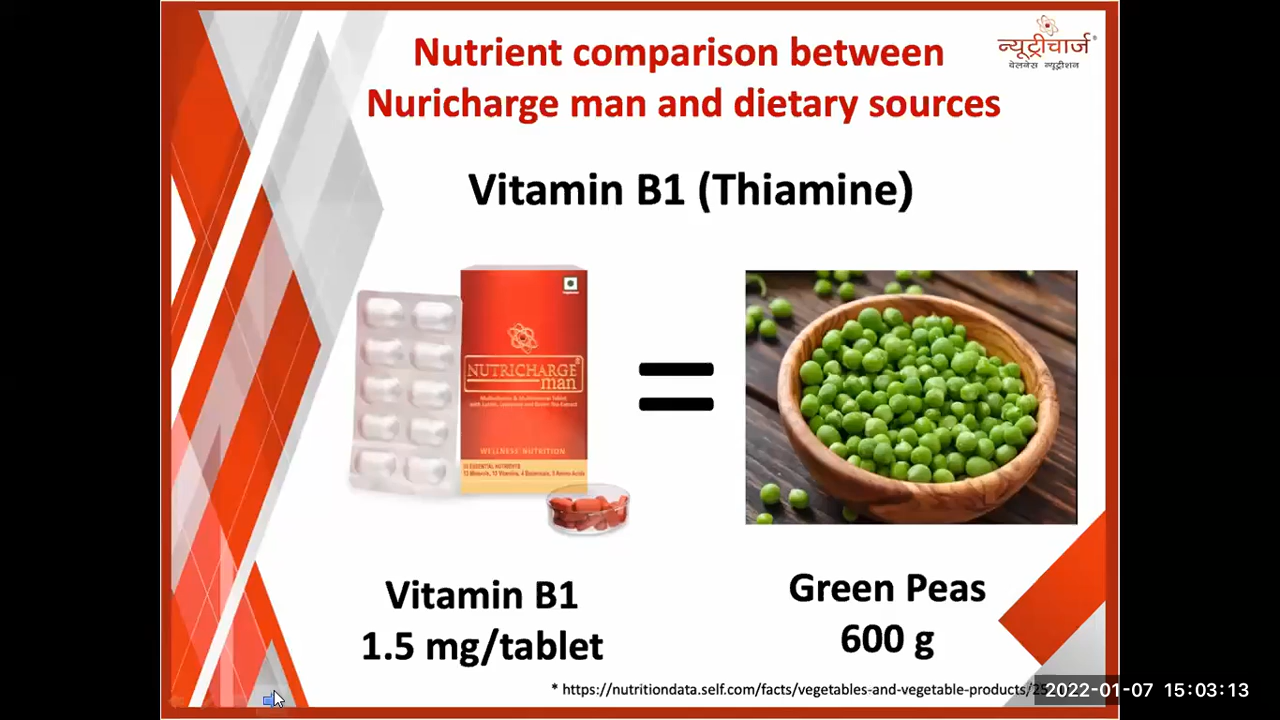 Nutrient comparison between
Nuricharge man and dietary sources
न्यूट्रीचार्ज®
वेलनेस न्यूट्रीशन
Vitamin B1 (Thiamine)
NUTRICHARGE®
man
WELLNESS NUTRITION
Vitamin B1
1.5 mg/tablet
Green Peas
600 g
* https://nutritiondata.self.com/facts/vegetables-and-vegetable-products/
2022-01-07 15:03:13